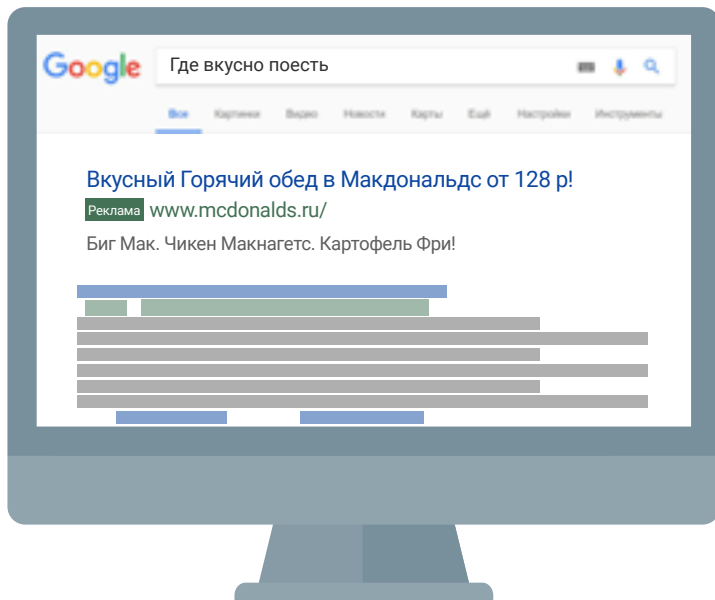 Google Где вкусно поесть
Все Картинки Видео Новости Карты Ещё Настройки Инструменты
Вкусный Горячий обед в Макдональдс от 128 р!
Реклама www.mcdonalds.ru/
Биг Мак. Чикен Макнагетс. Картофель Фри!